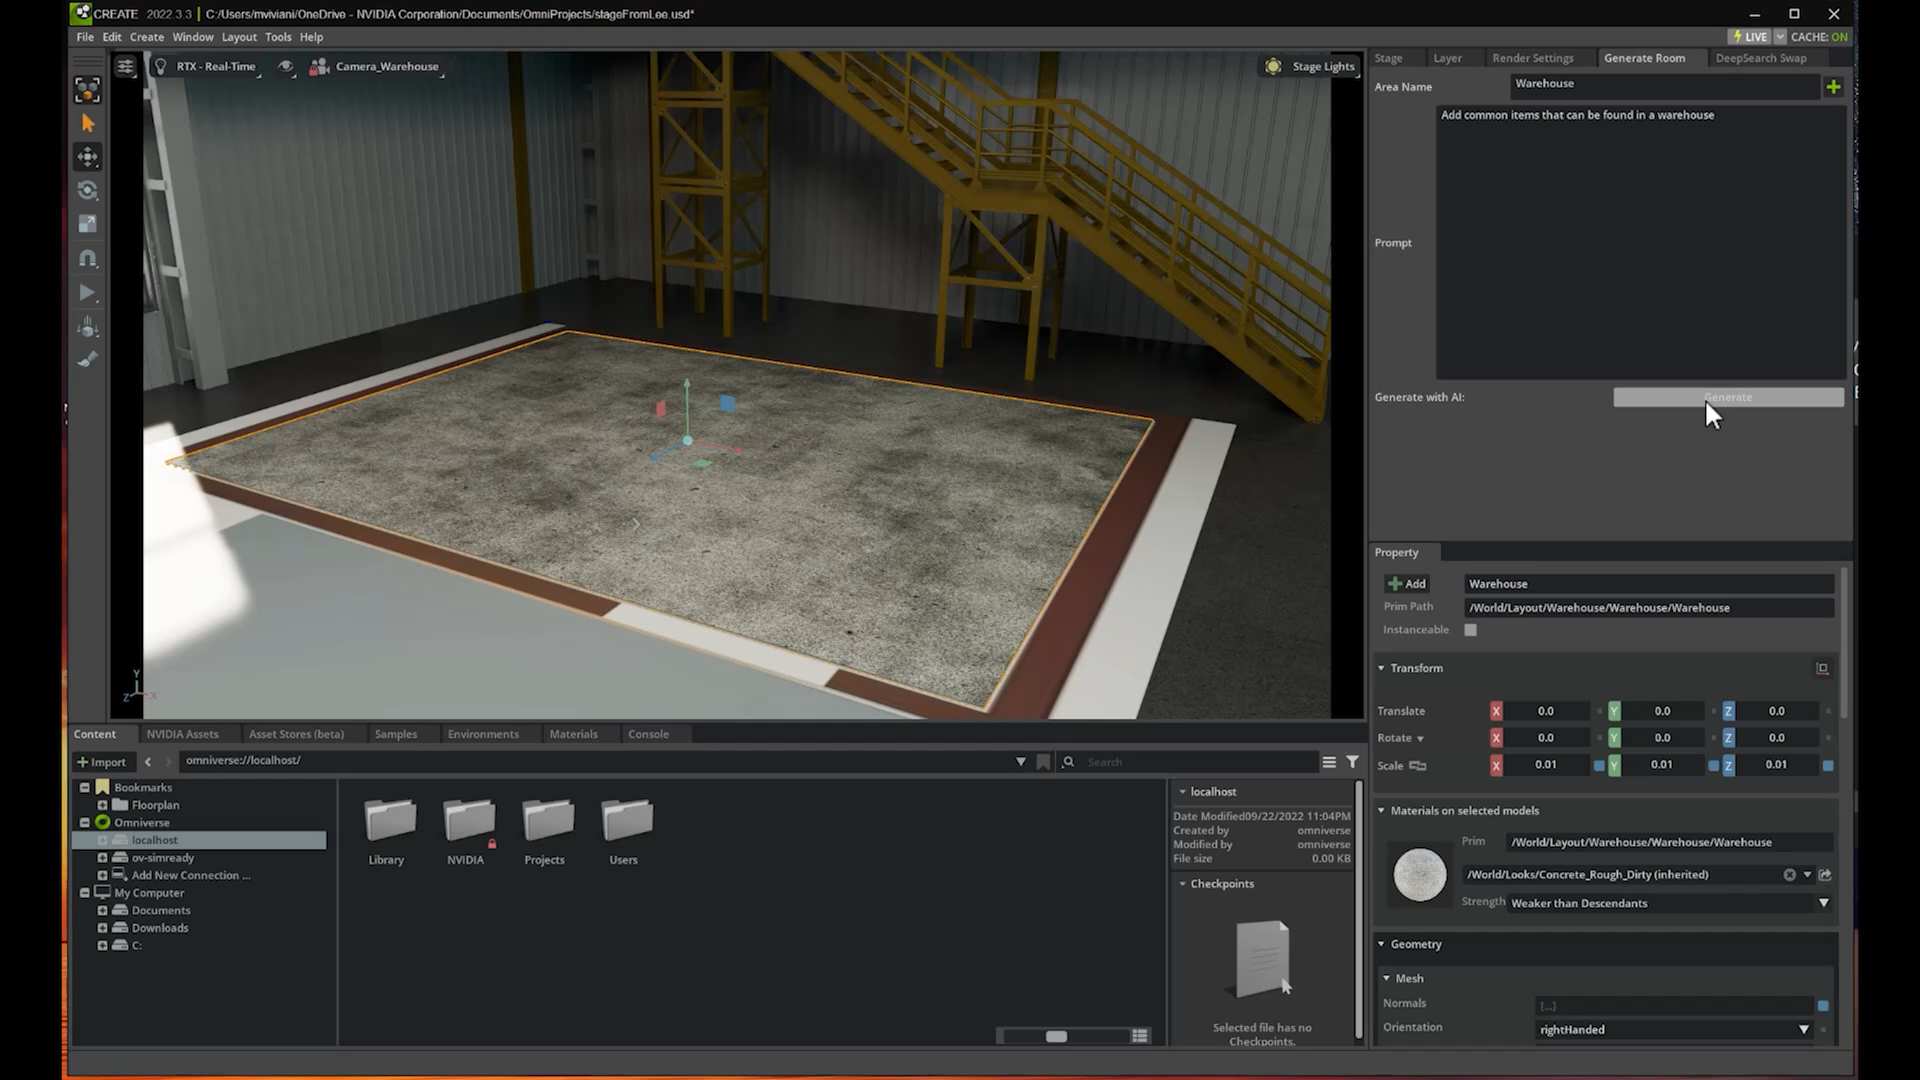 CREATE 2022.3.3 | C:/Users/mviviani/OneDrive - NVIDIA Corporation/Documents/OmniProjects/stageFromLee.usd*
File Edit Create Window Layout Tools Help
LIVE CACHE: ON
RTX - Real-Time Camera_Warehouse Stage Lights
Stage Layer Render Settings Generate Room DeepSearch Swap
Area Name Warehouse
Add common items that can be found in a warehouse
Prompt
Generate with AI: Generate
Y
Z X
Property
Add Warehouse
Prim Path /World/Layout/Warehouse/Warehouse/Warehouse
Instanceable
Transform
Translate X 0.0 Y 0.0 Z 0.0
Rotate X 0.0 Y 0.0 Z 0.0
Scale X 0.01 Y 0.01 Z 0.01
Materials on selected models
Prim /World/Layout/Warehouse/Warehouse/Warehouse
/World/Looks/Concrete_Rough_Dirty (inherited)
Strength Weaker than Descendants
Geometry
Mesh
Normals [...]
Orientation rightHanded
Content NVIDIA Assets Asset Stores (beta) Samples Environments Materials Console
Import omniverse://localhost/ Search
Bookmarks
Floorplan
Omniverse
localhost
ov-simready
Add New Connection ...
My Computer
Documents
Downloads
C:
Library NVIDIA Projects Users
localhost
Date Modified09/22/2022 11:04PM
Created by omniverse
Modified by omniverse
File size 0.00 KB
Checkpoints
Selected file has no
Checkpoints.